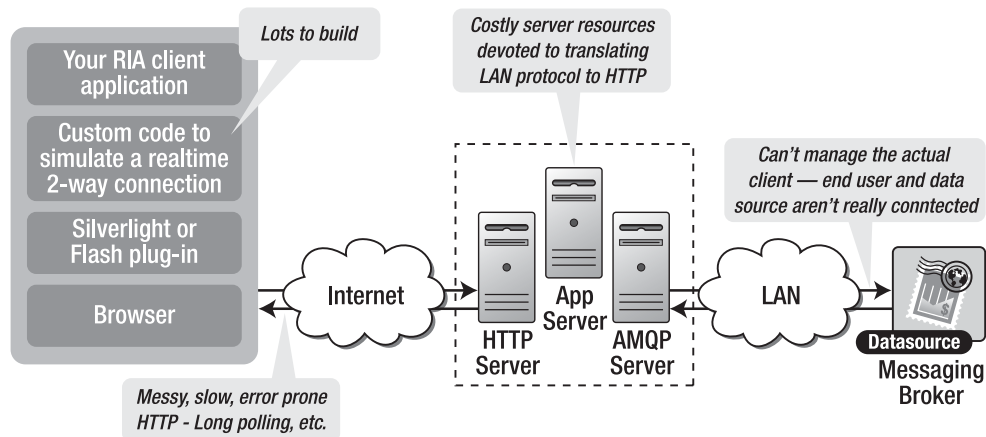 Lots to build
Your RIA client
application
Custom code to
simulate a realtime
2-way connection
Silverlight or
Flash plug-in
Browser
Messy, slow, error prone
HTTP - Long polling, etc.
Internet
Costly server resources
devoted to translating
LAN protocol to HTTP
HTTP
Server
App
Server
AMQP
Server
LAN
Can't manage the actual
client — end user and data
source aren't really conntected
Datasource
Messaging
Broker